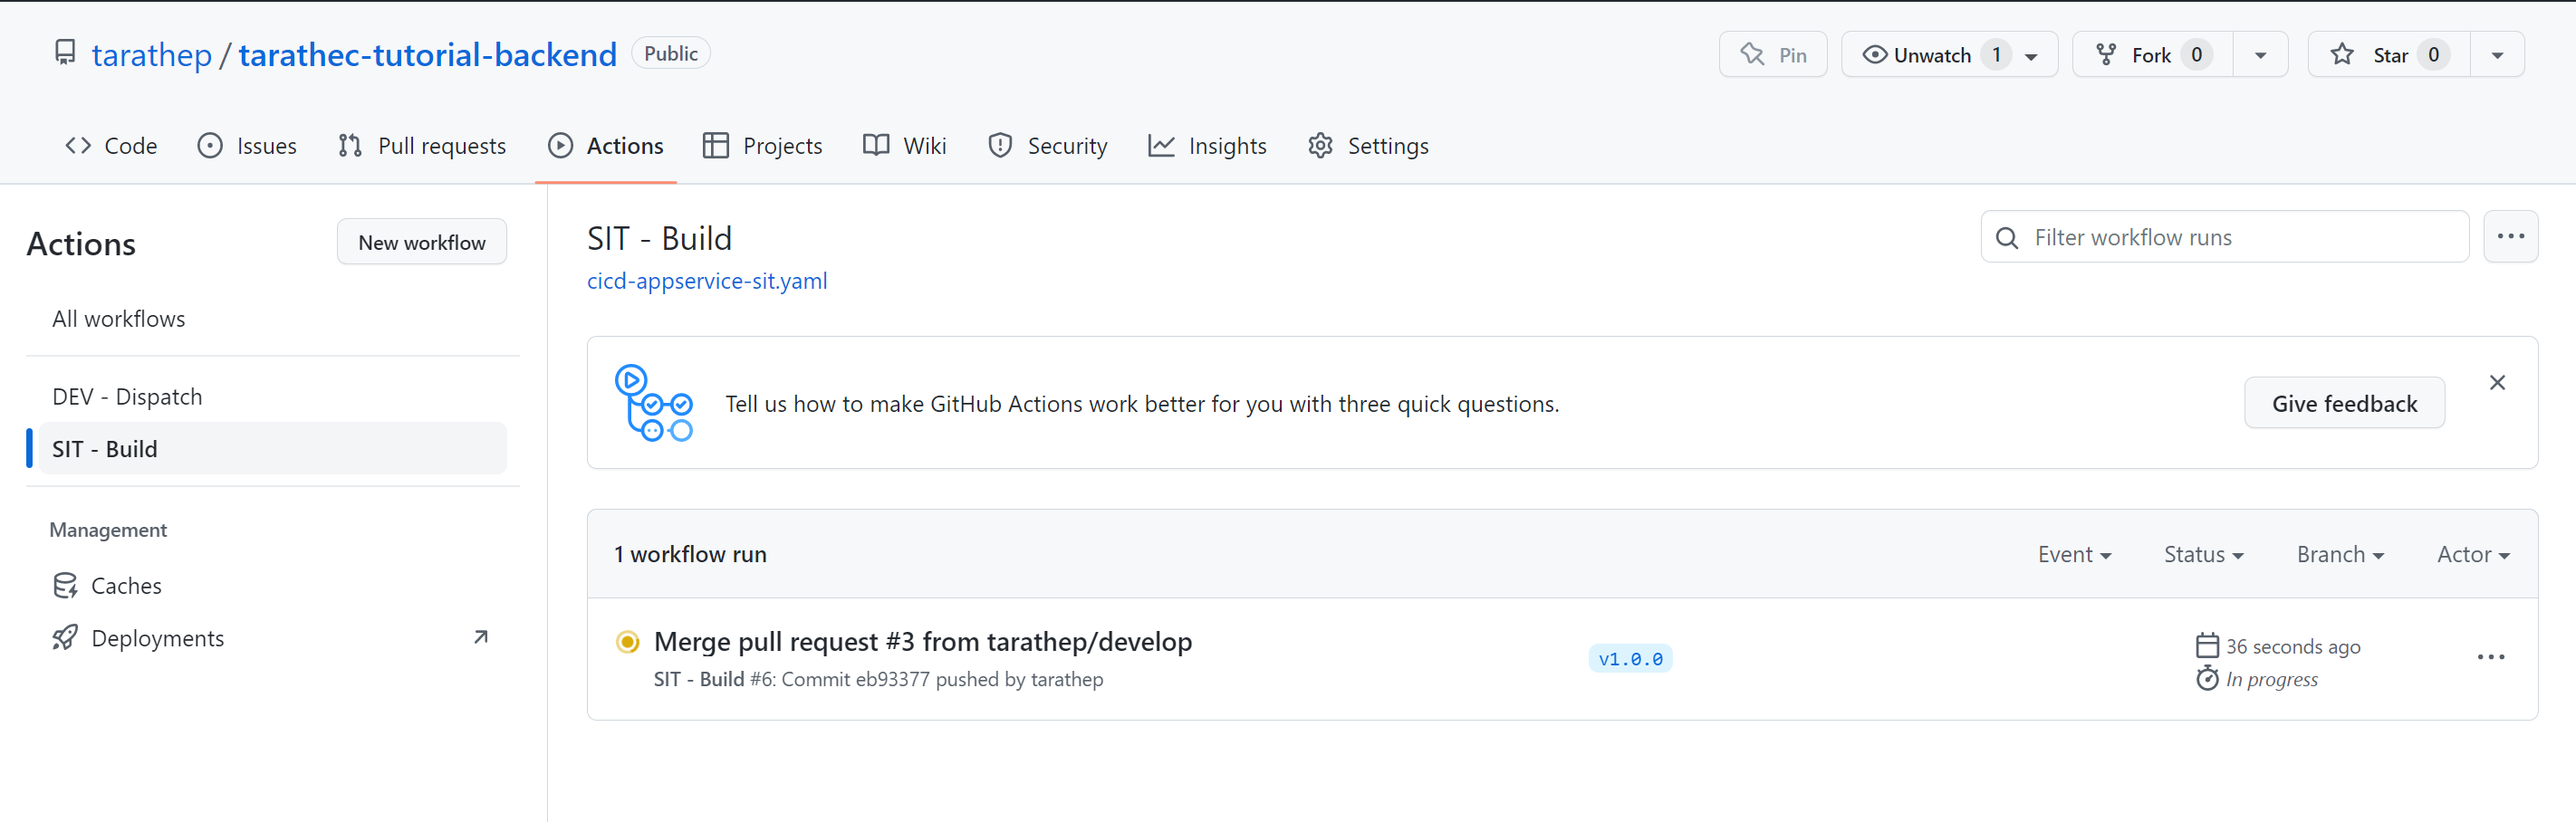 tarathep / tarathec-tutorial-backend Public
Pin
Unwatch 1
Fork 0
Star 0
Code
Issues
Pull requests
Actions
Projects
Wiki
Security
Insights
Settings
Actions
New workflow
All workflows
DEV - Dispatch
SIT - Build
Management
Caches
Deployments
SIT - Build
cicd-appservice-sit.yaml
Filter workflow runs
Tell us how to make GitHub Actions work better for you with three quick questions.
Give feedback
1 workflow run
Event
Status
Branch
Actor
Merge pull request #3 from tarathep/develop
SIT - Build #6: Commit eb93377 pushed by tarathep
v1.0.0
36 seconds ago
In progress